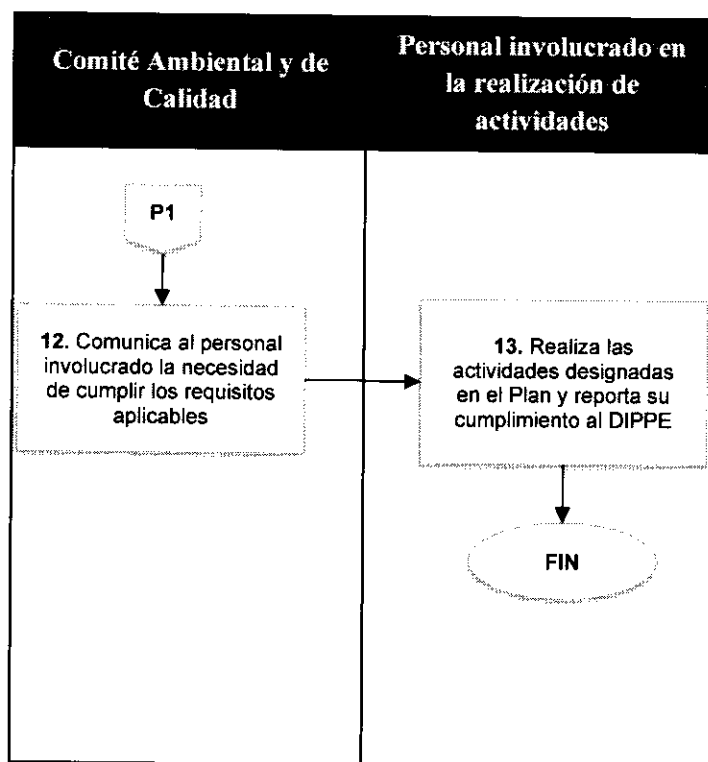 Comité Ambiental y de
Calidad
Personal involucrado en
la realización de
actividades
P1
12. Comunica al personal
involucrado la necesidad
de cumplir los requisitos
aplicables
13. Realiza las
actividades designadas
en el Plan y reporta su
cumplimiento al DIPPE
FIN